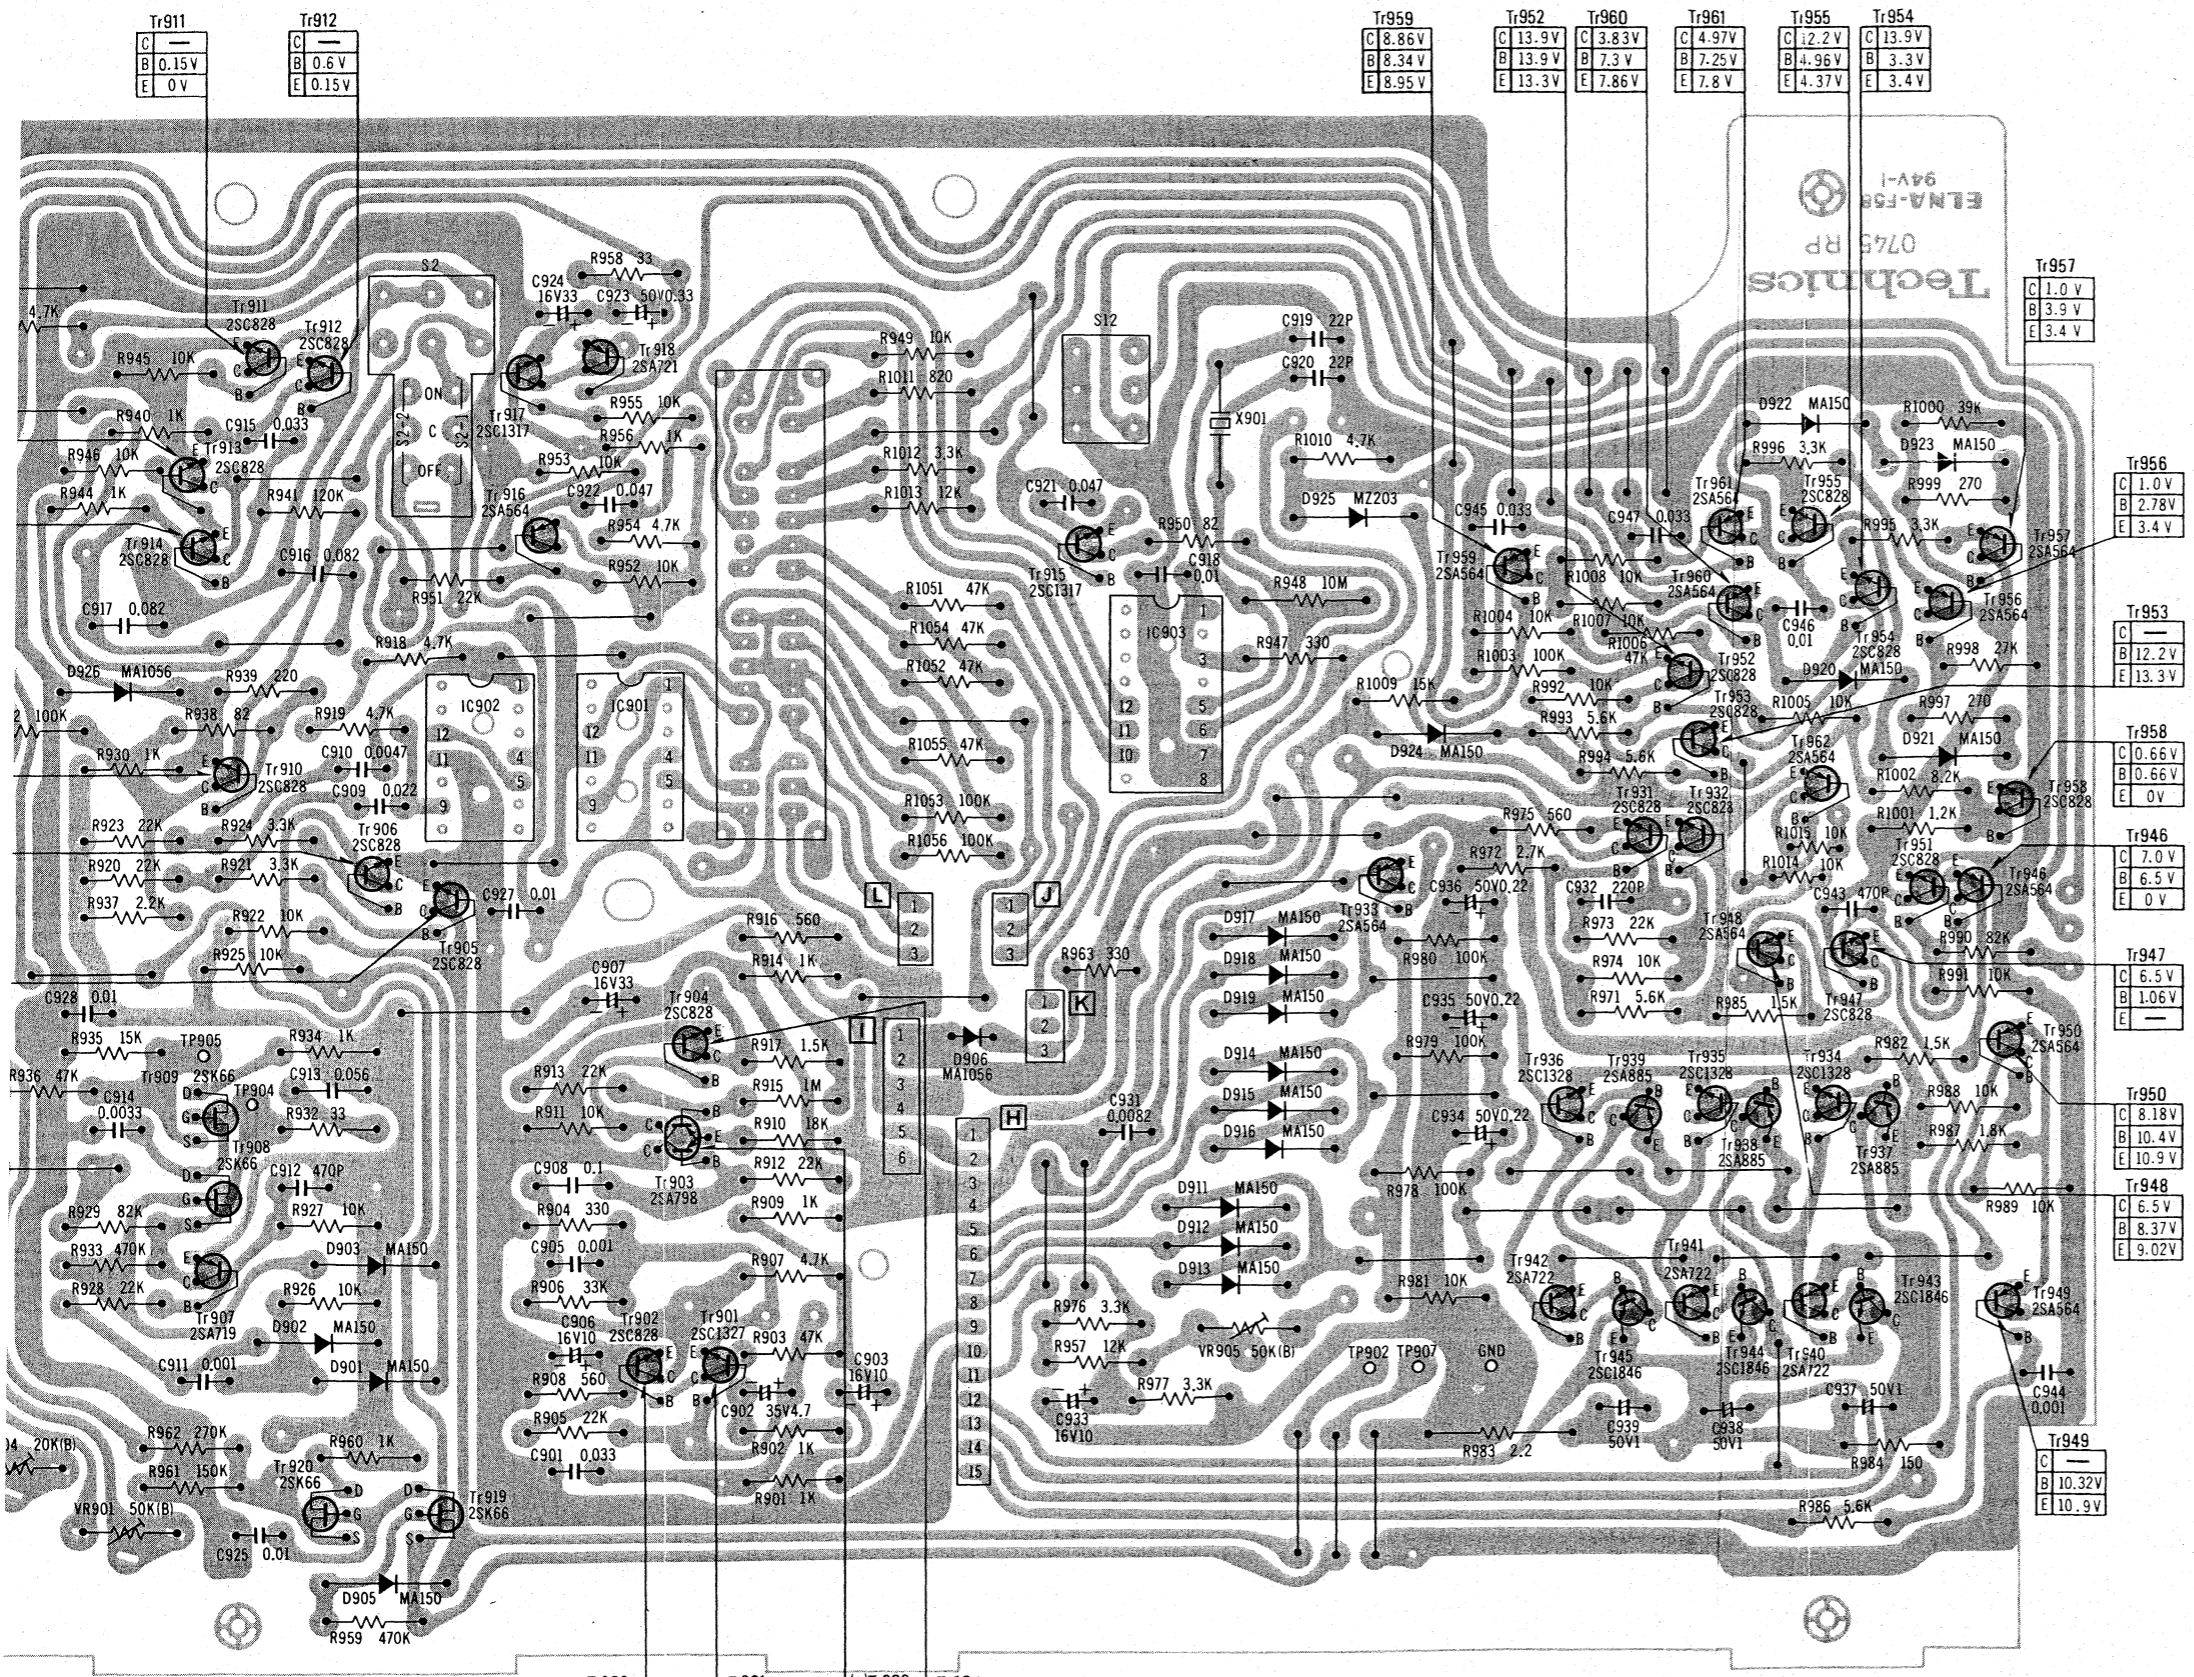 Tr911
C —
B 0.15V
E 0V
Tr912
C —
B 0.6V
E 0.15V
Tr959
C 8.86V
B 8.34V
E 8.95V
Tr952
C 13.9V
B 13.9V
E 13.3V
Tr960
C 3.83V
B 7.3V
E 7.86V
Tr961
C 4.97V
B 7.25V
E 7.8V
Tr955
C 12.2V
B 4.96V
E 4.37V
Tr954
C 13.9V
B 3.3V
E 3.4V
94V-I
ELNA-F58
0745 RP
Technics
Tr957
C 1.0V
B 3.9V
E 3.4V
Tr956
C 1.0V
B 2.78V
E 3.4V
Tr953
C —
B 12.2V
E 13.3V
Tr958
C 0.66V
B 0.66V
E 0V
Tr946
C 7.0V
B 6.5V
E 0V
Tr947
C 6.5V
B 1.06V
E —
Tr950
C 8.18V
B 10.4V
E 10.9V
Tr948
C 6.5V
B 8.37V
E 9.02V
Tr949
C —
B 10.32V
E 10.9V
4.7K
Tr911 2SC828
Tr912 2SC828
S2
ON
C
OFF
S2-2
S2-1
R945 10K
R940 1K
C915 0.033
Tr913 2SC828
R946 10K
R944 1K
R941 120K
Tr914 2SC828
C916 0.082
C917 0.082
R951 22K
R918 4.7K
D926 MA1056
R939 220
R938 82
R919 4.7K
100K
R930 1K
C910 0.0047
Tr910 2SC828
C909 0.022
R923 22K
R924 3.3K
Tr906 2SC828
R920 22K
R921 3.3K
R937 2.2K
R922 10K
R925 10K
Tr905 2SC828
C927 0.01
C928 0.01
R935 15K
TP905
R934 1K
R936 47K
Tr909 2SK66
TP904
C913 0.056
C914 0.0033
R932 33
Tr908 2SK66
C912 470P
R929 82K
R927 10K
R933 470K
D903 MA150
R928 22K
R926 10K
Tr907 2SA719
D902 MA150
C911 0.001
D901 MA150
R962 270K
R960 1K
20K(B)
R961 150K
Tr920 2SK66
VR901 50K(B)
Tr919 2SK66
C925 0.01
D905 MA150
R959 470K
R958 33
C924 16V33
C923 50V0.33
Tr918 2SA721
Tr917 2SC1317
R955 10K
R956 1K
R953 10K
C922 0.047
Tr916 2SA564
R954 4.7K
R952 10K
IC902
IC901
R949 10K
R1011 820
R1012 3.3K
R1013 12K
R1051 47K
R1054 47K
R1052 47K
R1055 47K
R1053 100K
R1056 100K
S12
C919 22P
C920 22P
X901
R1010 4.7K
C921 0.047
D925 MZ203
R950 82
Tr915 2SC1317
C918 0.01
R948 10M
IC903
R947 330
L
J
K
I
H
R916 560
R914 1K
R963 330
C907 16V33
Tr904 2SC828
R917 1.5K
R913 22K
R915 1M
D906 MA1056
R911 10K
R910 18K
C908 0.1
R912 22K
Tr903 2SA798
R904 330
R909 1K
C905 0.001
R907 4.7K
R906 33K
C906 16V10
Tr902 2SC828
Tr901 2SC1327
R903 47K
C903 16V10
R908 560
C902 35V4.7
R905 22K
R902 1K
C901 0.033
R901 1K
C931 0.0082
D917 MA150
D918 MA150
D919 MA150
D914 MA150
D915 MA150
D916 MA150
D911 MA150
D912 MA150
D913 MA150
R976 3.3K
R957 12K
VR905 50K(B)
R977 3.3K
C933 16V10
TP902
TP907
GND
R981 10K
R983 2.2
R978 100K
C934 50V0.22
R979 100K
C935 50V0.22
R980 100K
C936 50V0.22
Tr933 2SA564
R972 2.7K
R975 560
C932 220P
R973 22K
R974 10K
R971 5.6K
D924 MA150
R1009 15K
C945 0.033
C947 0.033
Tr959 2SA564
R1008 10K
R1004 10K
R1007 10K
R1006 47K
R1003 100K
R992 10K
R993 5.6K
R994 5.6K
Tr931 2SC828
Tr932 2SC828
D922 MA150
R1000 39K
R996 3.3K
D923 MA150
Tr961 2SA564
Tr955 2SC828
R999 270
R995 3.3K
Tr957 2SA564
Tr960 2SA564
C946 0.01
Tr954 2SC828
Tr956 2SA564
Tr952 2SC828
R998 27K
D920 MA150
Tr953 2SC828
R1005 10K
R997 270
Tr962 2SA564
D921 MA150
R1002 8.2K
Tr958 2SC828
R1001 1.2K
R1015 10K
R1014 10K
Tr951 2SC828
Tr946 2SA564
C943 470P
Tr948 2SA564
R990 82K
R991 10K
R985 1.5K
Tr947 2SC828
Tr950 2SA564
R982 1.5K
Tr936 2SC1328
Tr939 2SA885
Tr935 2SC1328
Tr934 2SC1328
R988 10K
R987 1.8K
Tr938 2SA885
Tr937 2SA885
R989 10K
Tr942 2SA722
Tr941 2SA722
Tr943 2SC1846
Tr949 2SA564
Tr945 2SC1846
Tr944 2SC1846
Tr940 2SA722
C944 0.001
C939 50V1
C938 50V1
C937 50V1
R984 150
R986 5.6K